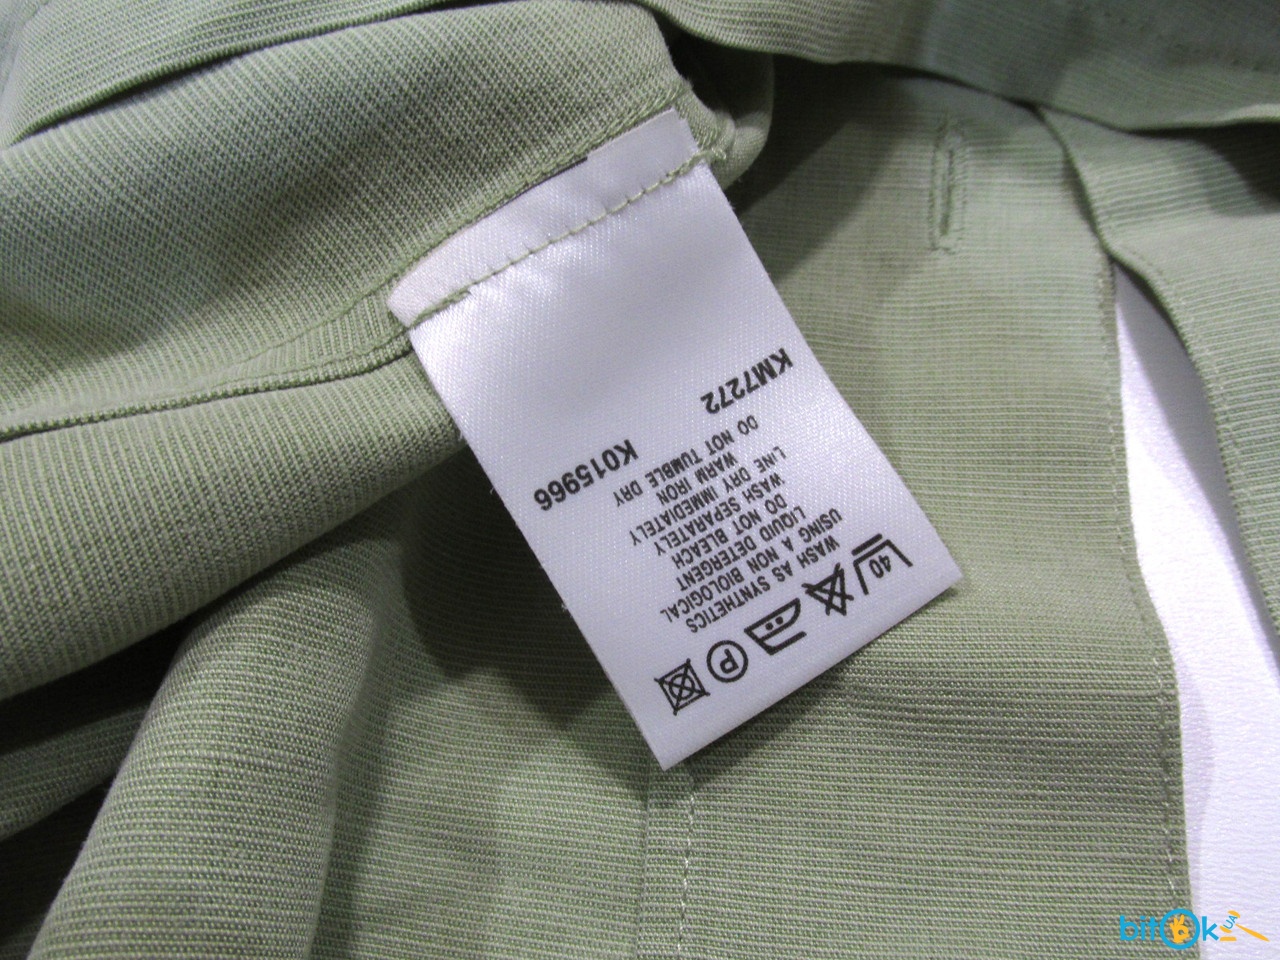 40
P
WASH AS SYNTHETICS
USING A NON BIOLOGICAL
LIQUID DETERGENT
DO NOT BLEACH
WASH SEPARATELY
LINE DRY IMMEDIATELY
WARM IRON
DO NOT TUMBLE DRY
KM7272
K015966
bitOk.UA